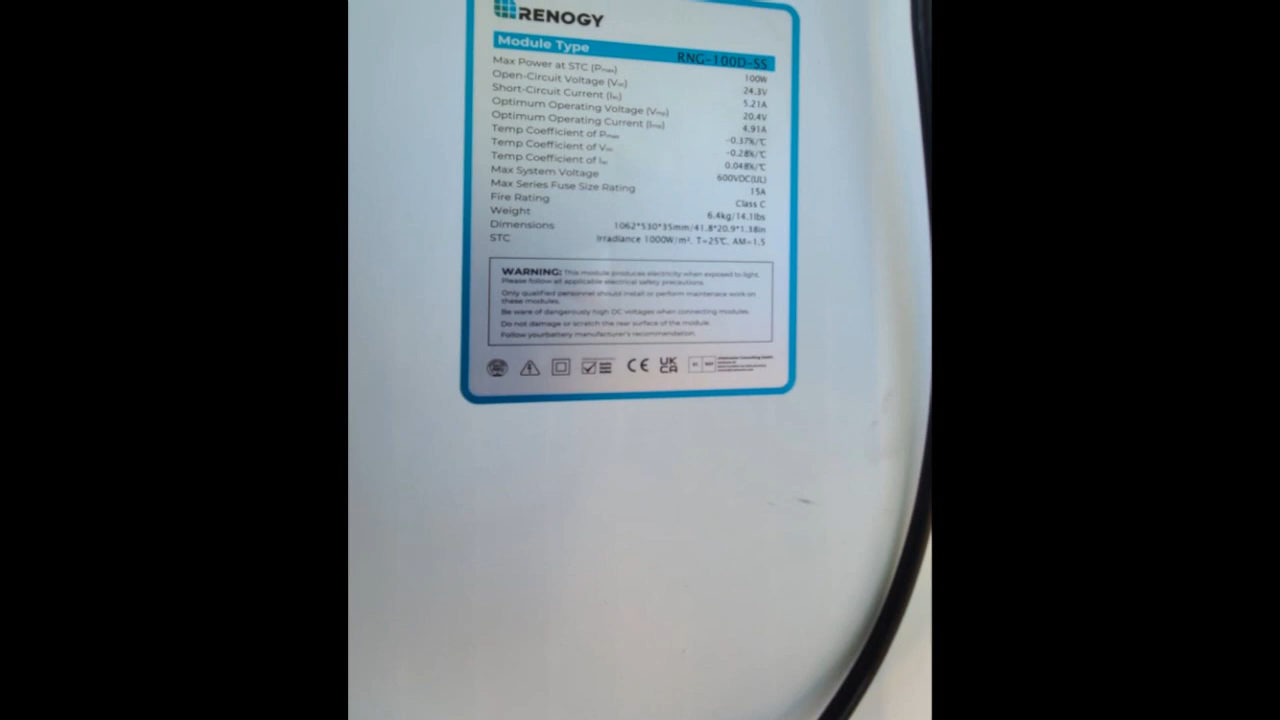 RENOGY
Module Type RNG-100D-SS
Max Power at STC (Pmax) 100W
Open-Circuit Voltage (Voc) 24.3V
Short-Circuit Current (Isc) 5.21A
Optimum Operating Voltage (Vmp) 20.4V
Optimum Operating Current (Imp) 4.91A
Temp Coefficient of Pmax -0.37%/℃
Temp Coefficient of Voc -0.28%/℃
Temp Coefficient of Isc 0.048%/℃
Max System Voltage 600VDC(UL)
Max Series Fuse Size Rating 15A
Fire Rating Class C
Weight 6.4kg/14.1lbs
Dimensions 1062*530*35mm/41.8*20.9*1.38in
STC Irradiance 1000W/m², T=25℃, AM=1.5
WARNING: This module produces electricity when exposed to light.
Please follow all applicable electrical safety precautions.
Only qualified personnel should install or perform maintenace work on
these modules.
Be ware of dangerously high DC voltages when connecting modules.
Do not damage or scratch the rear surface of the module.
Follow yourbattery manufacturer's recommendation.
CE
UK
CA